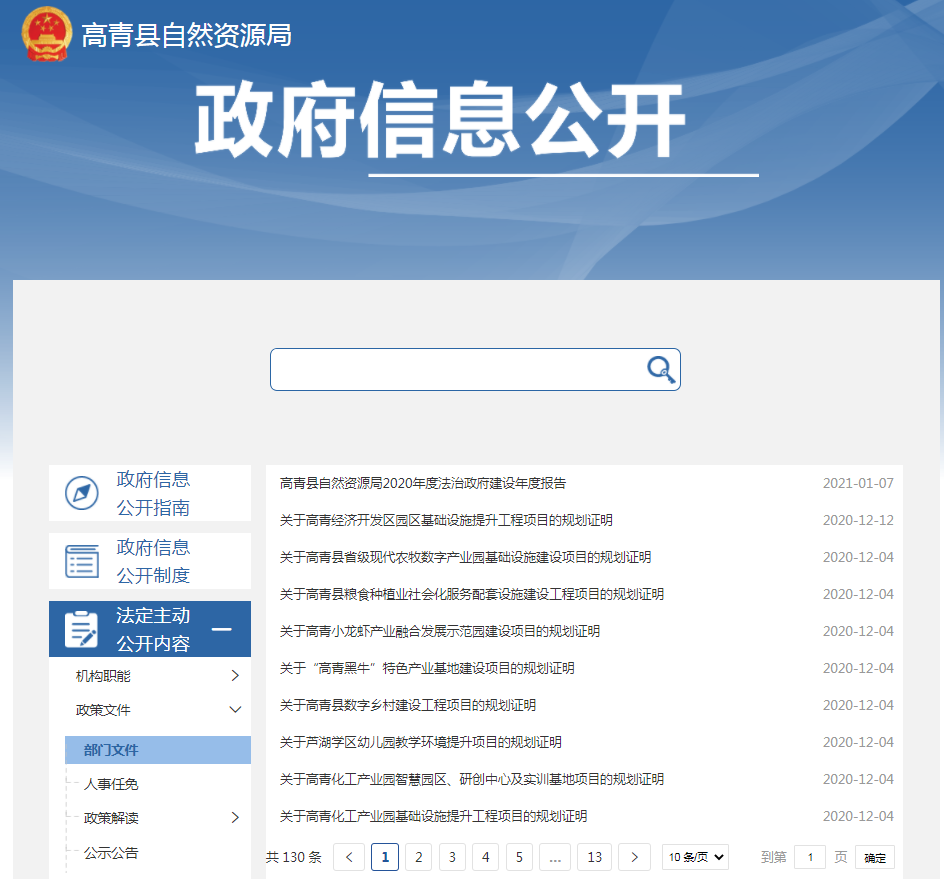 高青县自然资源局
政府信息公开
政府信息
公开指南
政府信息
公开制度
法定主动
公开内容
机构职能
政策文件
部门文件
人事任免
政策解读
公示公告
高青县自然资源局2020年度法治政府建设年度报告 2021-01-07
关于高青经济开发区园区基础设施提升工程项目的规划证明 2020-12-12
关于高青县省级现代农牧数字产业园基础设施建设项目的规划证明 2020-12-04
关于高青县粮食种植业社会化服务配套设施建设工程项目的规划证明 2020-12-04
关于高青小龙虾产业融合发展示范园建设项目的规划证明 2020-12-04
关于“高青黑牛”特色产业基地建设项目的规划证明 2020-12-04
关于高青县数字乡村建设工程项目的规划证明 2020-12-04
关于芦湖学区幼儿园教学环境提升项目的规划证明 2020-12-04
关于高青化工产业园智慧园区、研创中心及实训基地项目的规划证明 2020-12-04
关于高青化工产业园基础设施提升工程项目的规划证明 2020-12-04
共 130 条 < 1 2 3 4 5 ... 13 > 10 条/页 到第 1 页 确定